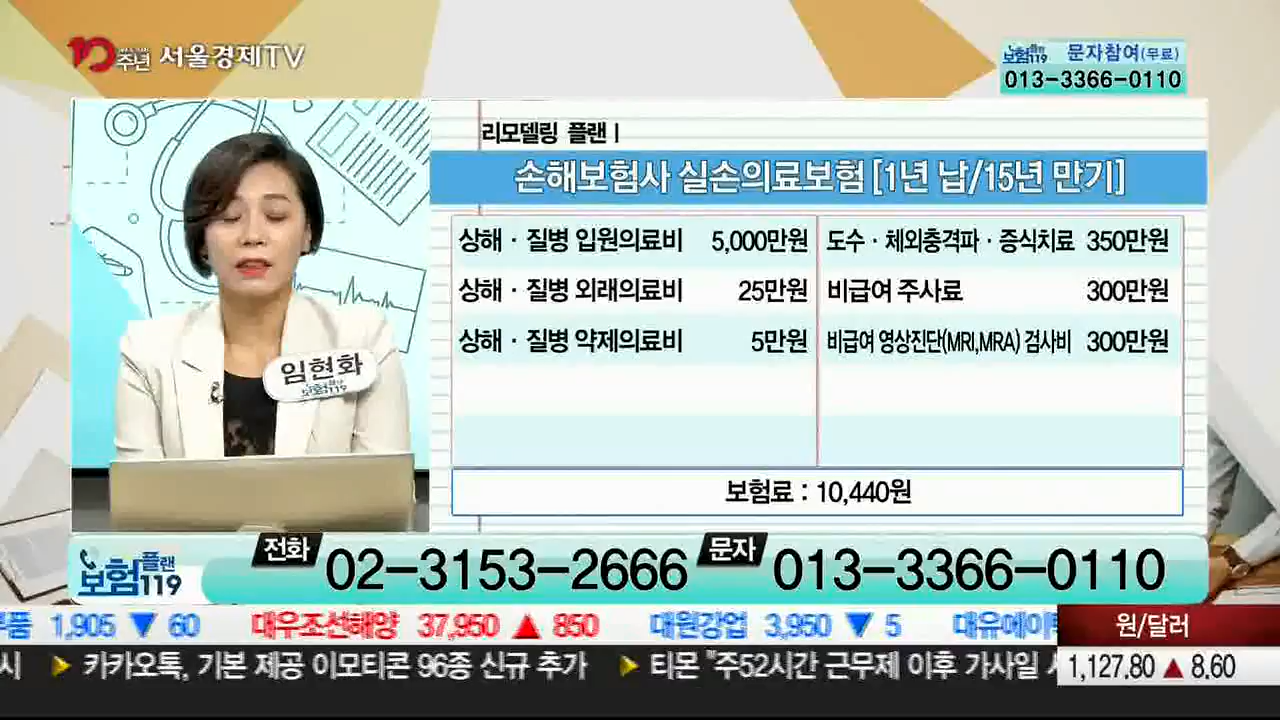 10주년 서울경제TV
보험플랜119 문자참여(무료)
013-3366-0110
리모델링 플랜 I
손해보험사 실손의료보험 [1년 납/15년 만기]
상해·질병 입원의료비 5,000만원 도수·체외충격파·증식치료 350만원
상해·질병 외래의료비 25만원 비급여 주사료 300만원
상해·질병 약제의료비 5만원 비급여 영상진단(MRI,MRA) 검사비 300만원
보험료 : 10,440원
임현화
보험플랜119
보험플랜119 전화 02-3153-2666 문자 013-3366-0110
부품 1,905 ▼ 60 대우조선해양 37,950 ▲ 850 대원강업 3,950 ▼ 5 대유에이
원/달러
시 카카오톡, 기본 제공 이모티콘 96종 신규 추가 티몬 "주52시간 근무제 이후 가사일
1,127.80 ▲ 8.60